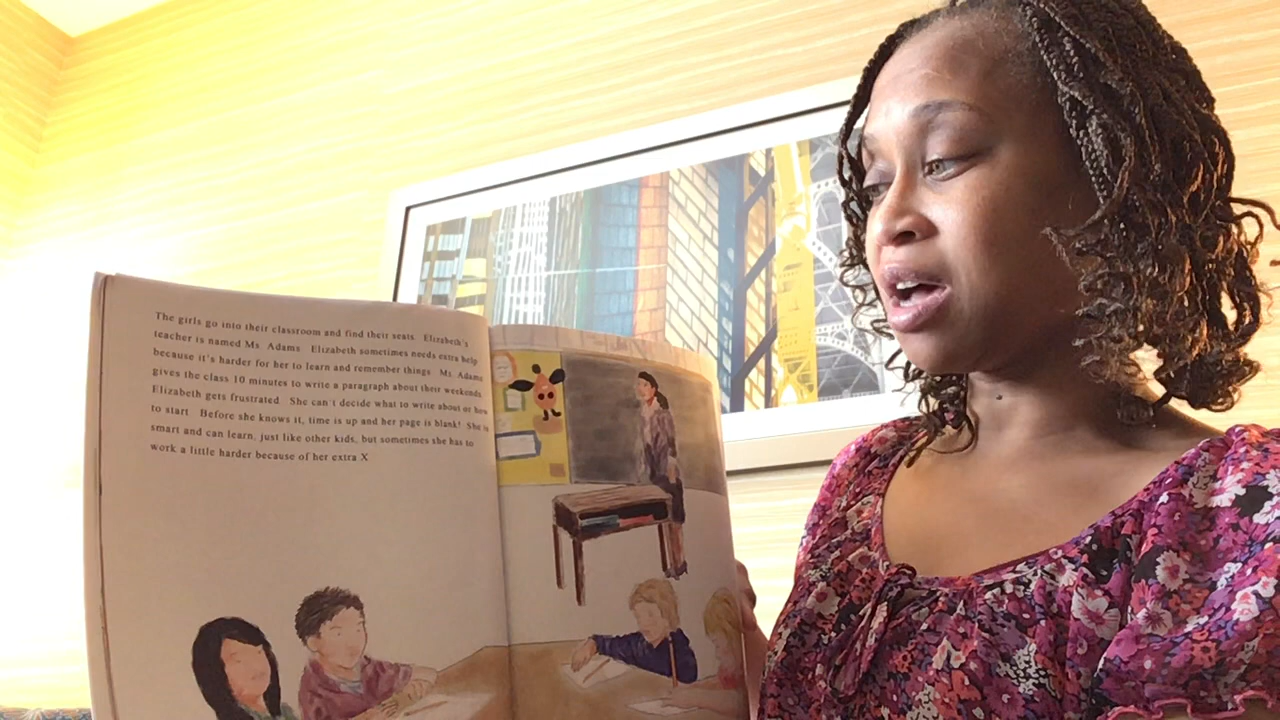 The girls go into their classroom and find their seats. Elizabeth's
teacher is named Ms. Adams. Elizabeth sometimes needs extra help
because it's harder for her to learn and remember things. Ms. Adams
gives the class 10 minutes to write a paragraph about their weekends.
Elizabeth gets frustrated. She can't decide what to write about or how
to start. Before she knows it, time is up and her page is blank! She is
smart and can learn, just like other kids, but sometimes she has to
work a little harder because of her extra X